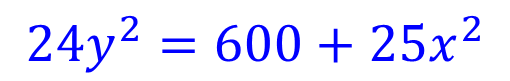 24y² = 600 + 25x²